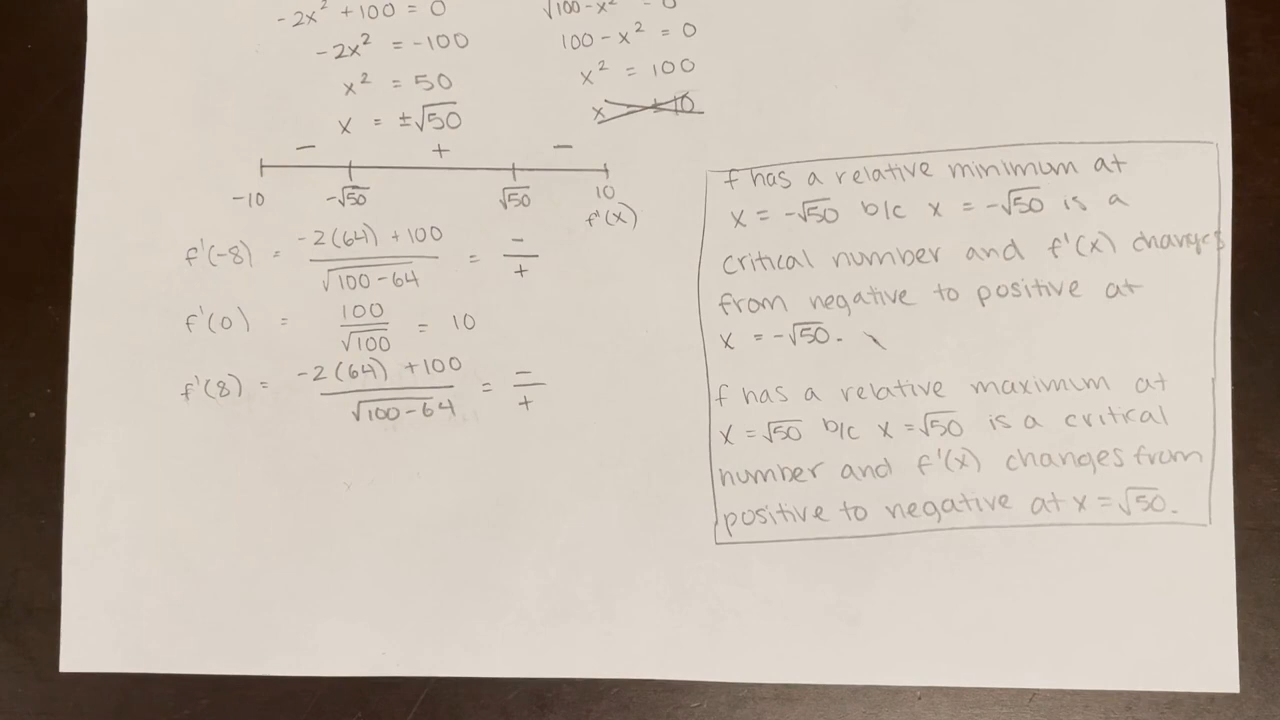 -2x² + 100 = 0
√100-x² = 0
-2x² = -100
100 - x² = 0
x² = 50
x² = 100
x = ±√50
x = ±10
- + -
-10 -√50 √50 10
f'(x)
f'(-8) = -2(64) + 100 / √100-64 = - / +
f'(0) = 100 / √100 = 10
f'(8) = -2(64) + 100 / √100-64 = - / +
f has a relative minimum at
x = -√50 b/c x = -√50 is a
critical number and f'(x) changes
from negative to positive at
x = -√50.
f has a relative maximum at
x = √50 b/c x = √50 is a critical
number and f'(x) changes from
positive to negative at x = √50.